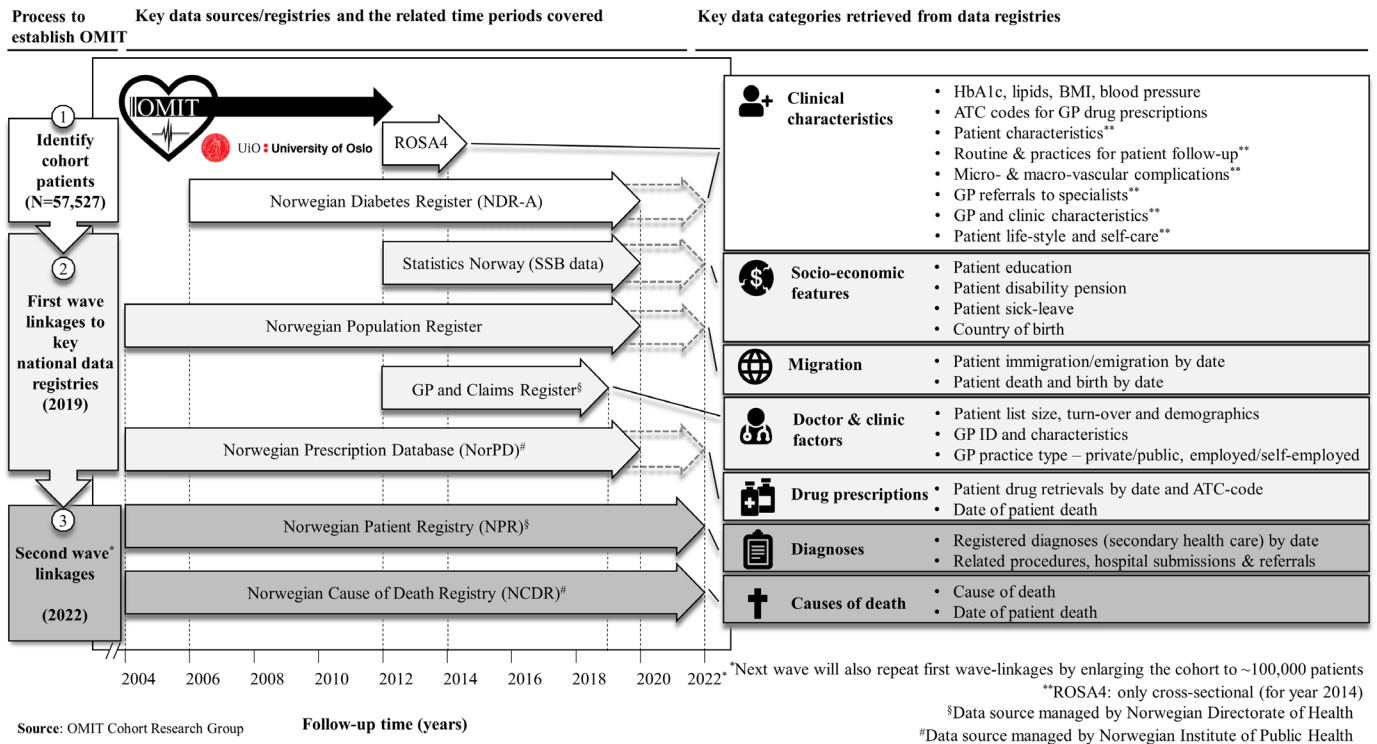 Process to
establish OMIT
Key data sources/registries and the related time periods covered
Key data categories retrieved from data registries
1
Identify
cohort
patients
(N=57,527)
2
First wave
linkages to
key
national data
registries
(2019)
3
Second wave*
linkages
(2022)
OMIT
UiO : University of Oslo
ROSA4
Norwegian Diabetes Register (NDR-A)
Statistics Norway (SSB data)
Norwegian Population Register
GP and Claims Register§
Norwegian Prescription Database (NorPD)#
Norwegian Patient Registry (NPR)§
Norwegian Cause of Death Registry (NCDR)#
2004 2006 2008 2010 2012 2014 2016 2018 2020 2022*
Follow-up time (years)
Clinical
characteristics
• HbA1c, lipids, BMI, blood pressure
• ATC codes for GP drug prescriptions
• Patient characteristics**
• Routine & practices for patient follow-up**
• Micro- & macro-vascular complications**
• GP referrals to specialists**
• GP and clinic characteristics**
• Patient life-style and self-care**
$
Socio-economic
features
• Patient education
• Patient disability pension
• Patient sick-leave
• Country of birth
Migration
• Patient immigration/emigration by date
• Patient death and birth by date
Doctor & clinic
factors
• Patient list size, turn-over and demographics
• GP ID and characteristics
• GP practice type – private/public, employed/self-employed
Drug prescriptions
• Patient drug retrievals by date and ATC-code
• Date of patient death
Diagnoses
• Registered diagnoses (secondary health care) by date
• Related procedures, hospital submissions & referrals
Causes of death
• Cause of death
• Date of patient death
*Next wave will also repeat first wave-linkages by enlarging the cohort to ~100,000 patients
**ROSA4: only cross-sectional (for year 2014)
§Data source managed by Norwegian Directorate of Health
#Data source managed by Norwegian Institute of Public Health
Source: OMIT Cohort Research Group